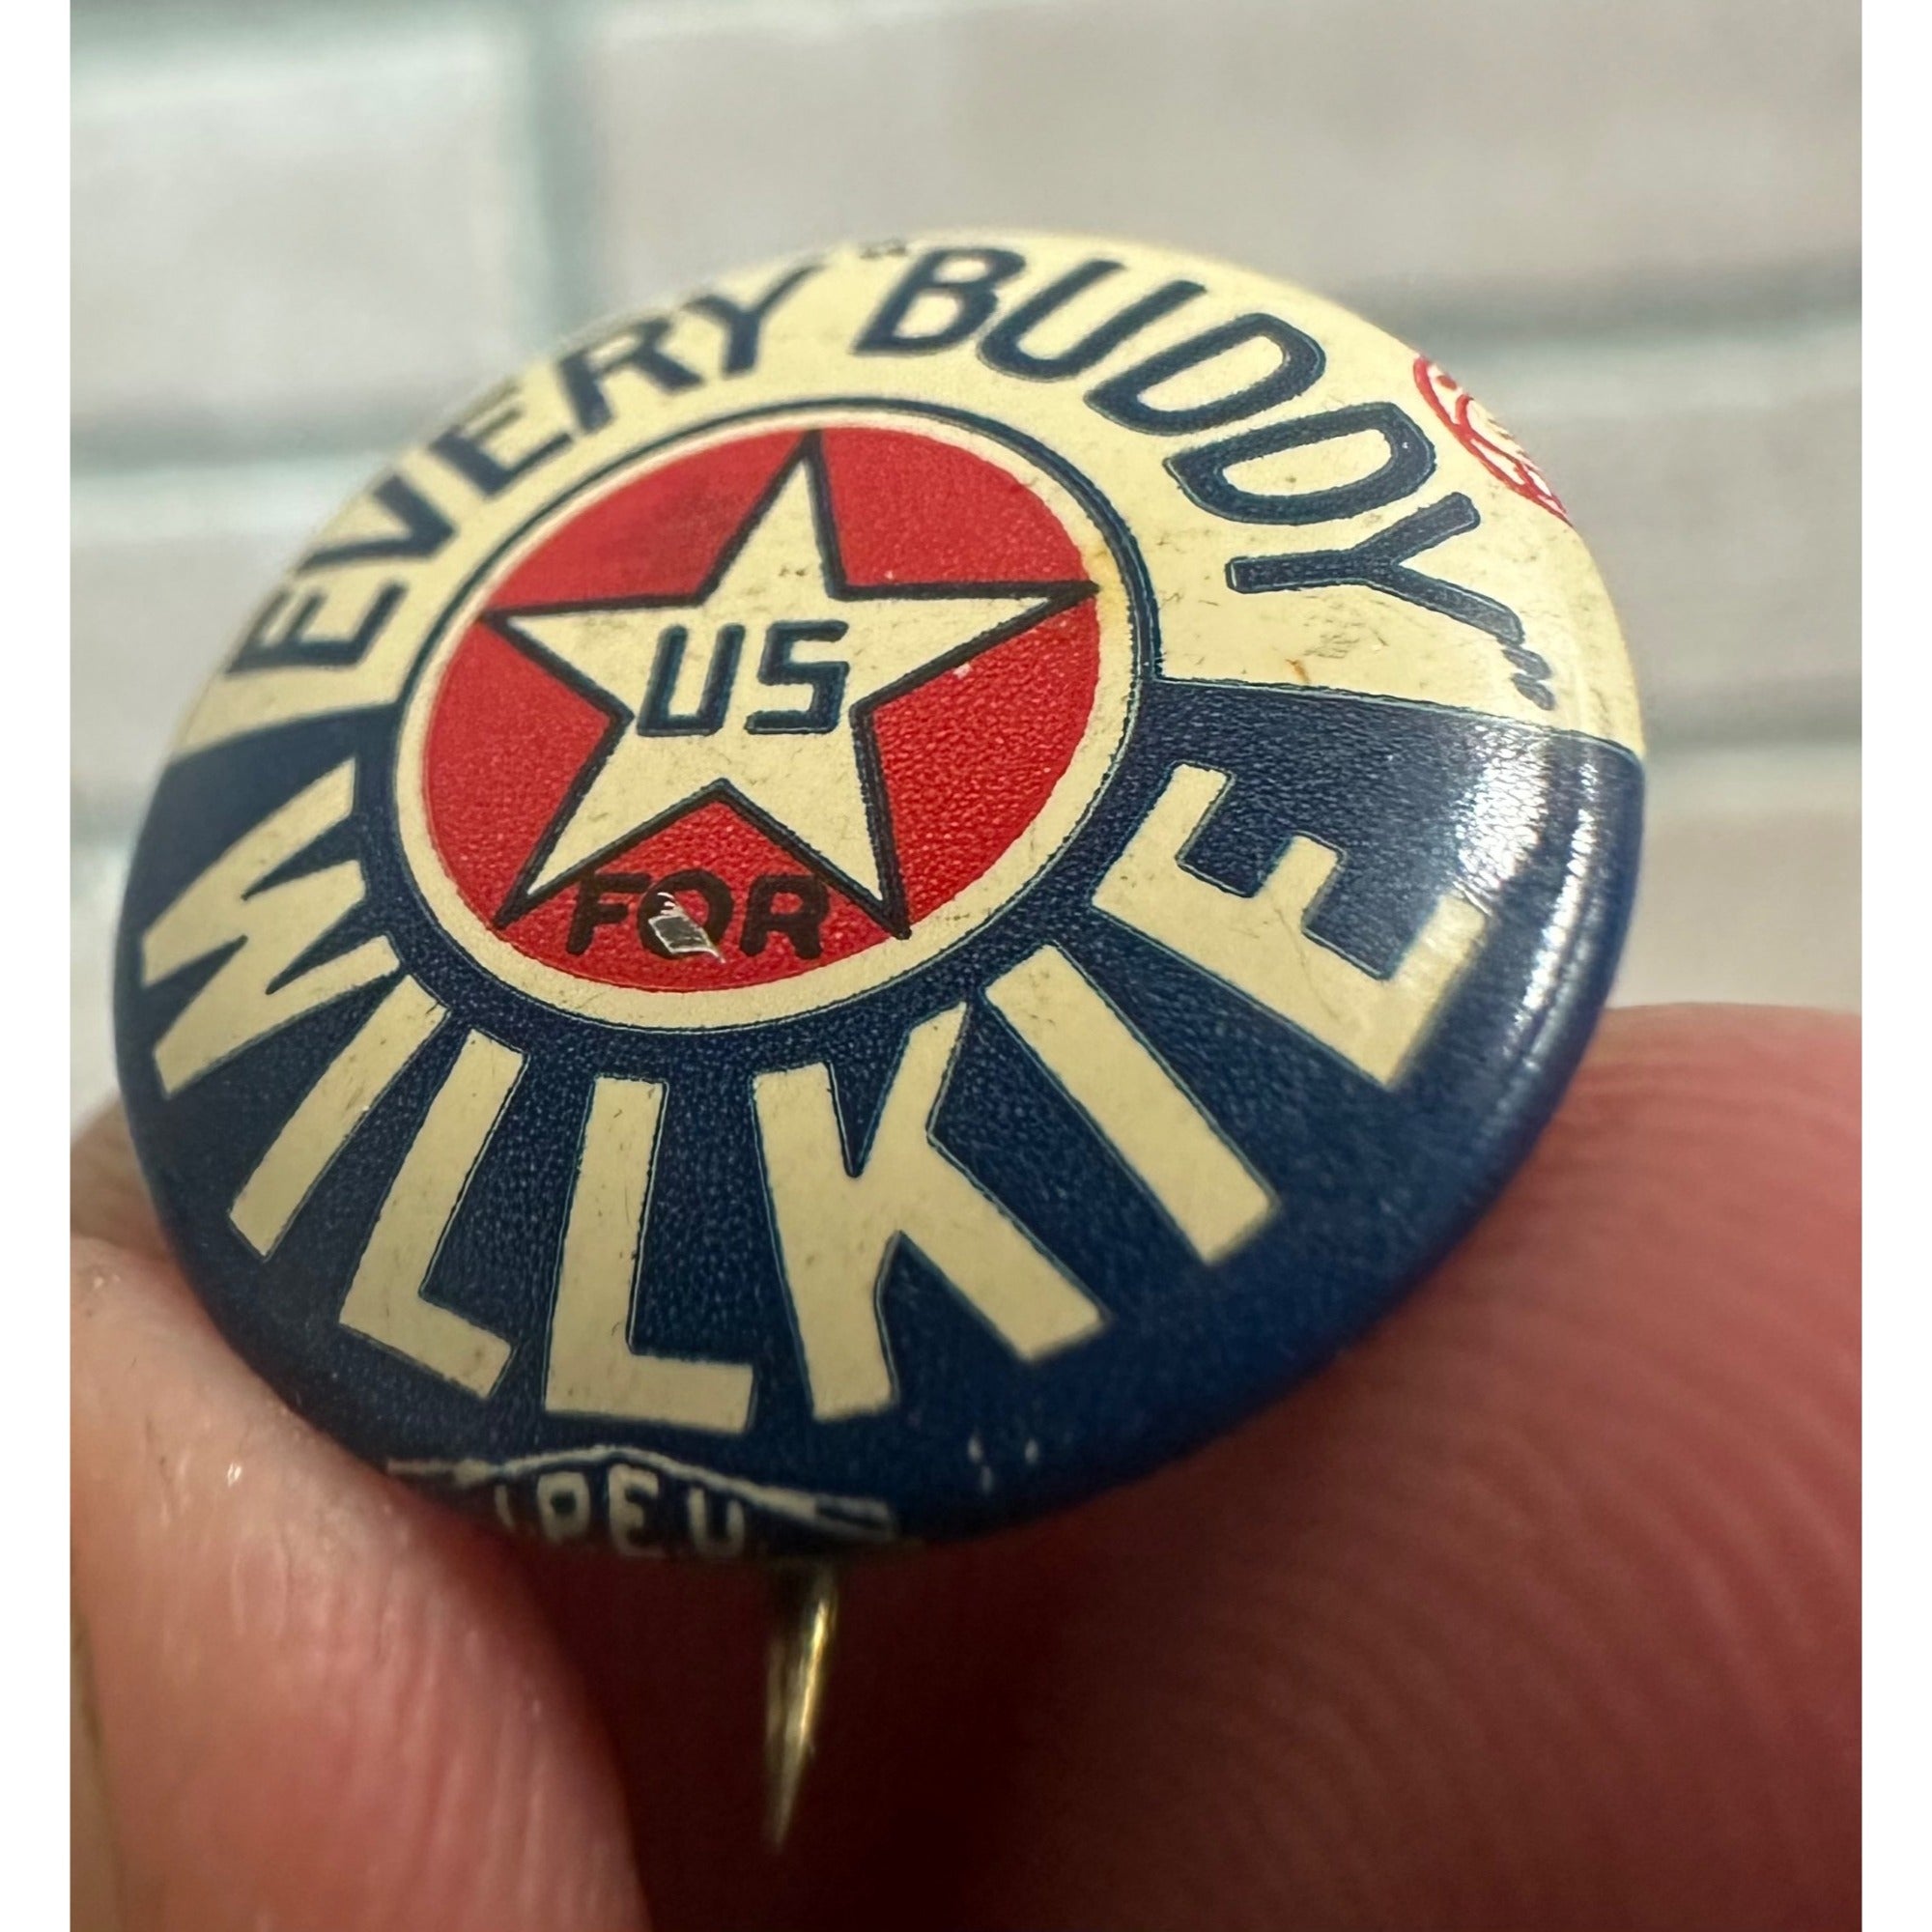 EVERY "BUDDY"
US
FOR
WILLKIE